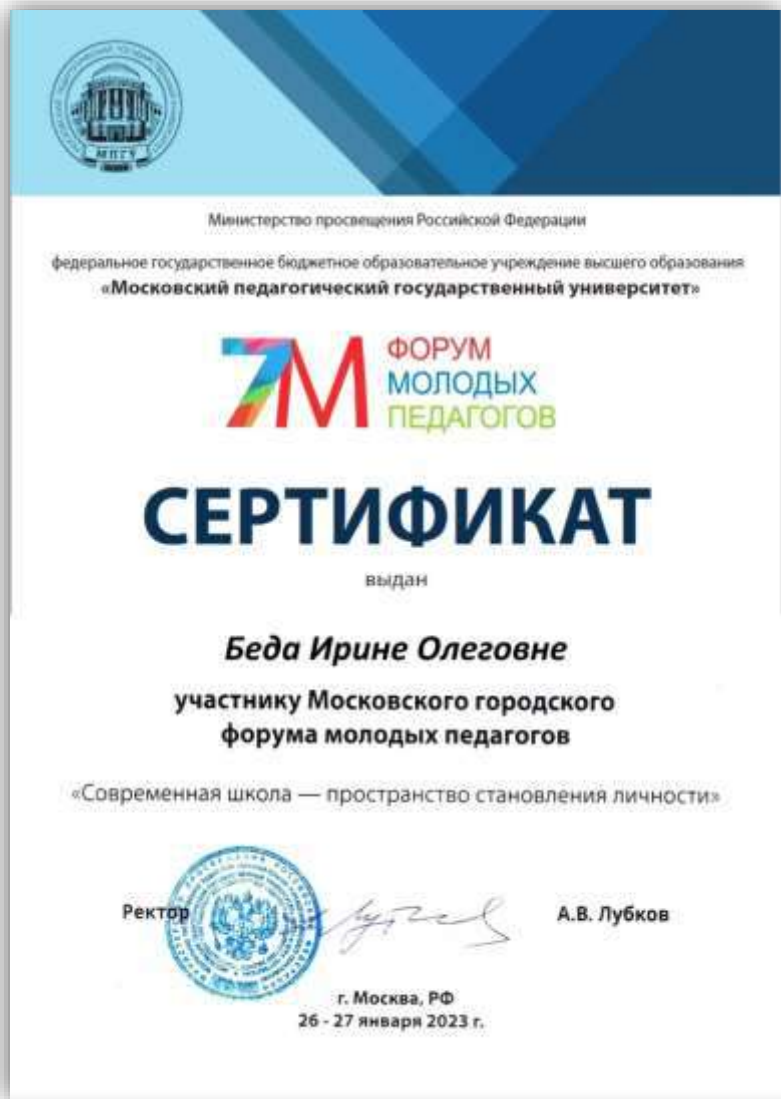 МПГУ
Министерство просвещения Российской Федерации
федеральное государственное бюджетное образовательное учреждение высшего образования
«Московский педагогический государственный университет»
7М ФОРУМ
МОЛОДЫХ
ПЕДАГОГОВ
СЕРТИФИКАТ
выдан
Беда Ирине Олеговне
участнику Московского городского
форума молодых педагогов
«Современная школа — пространство становления личности»
Ректор
А.В. Лубков
г. Москва, РФ
26 - 27 января 2023 г.